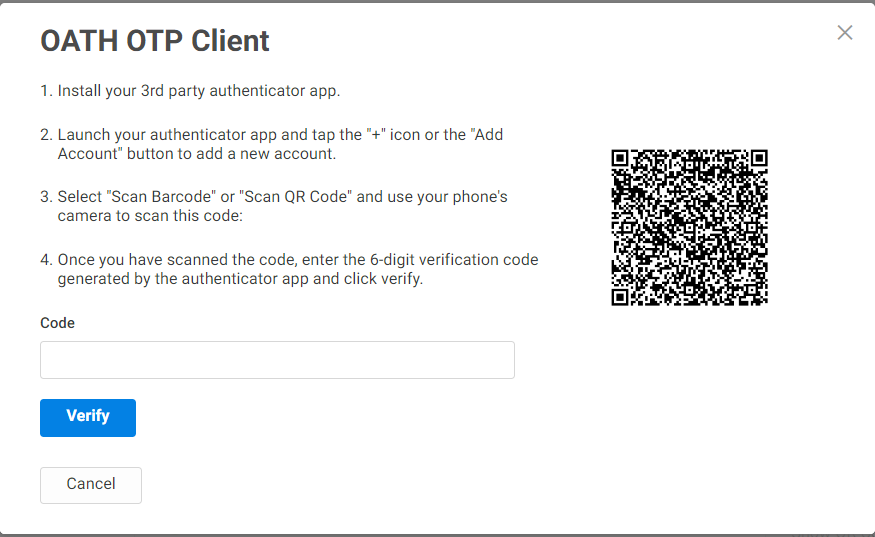 OATH OTP Client
1. Install your 3rd party authenticator app.
2. Launch your authenticator app and tap the "+" icon or the "Add
Account" button to add a new account.
3. Select "Scan Barcode" or "Scan QR Code" and use your phone's
camera to scan this code:
4. Once you have scanned the code, enter the 6-digit verification code
generated by the authenticator app and click verify.
Code
Verify
Cancel